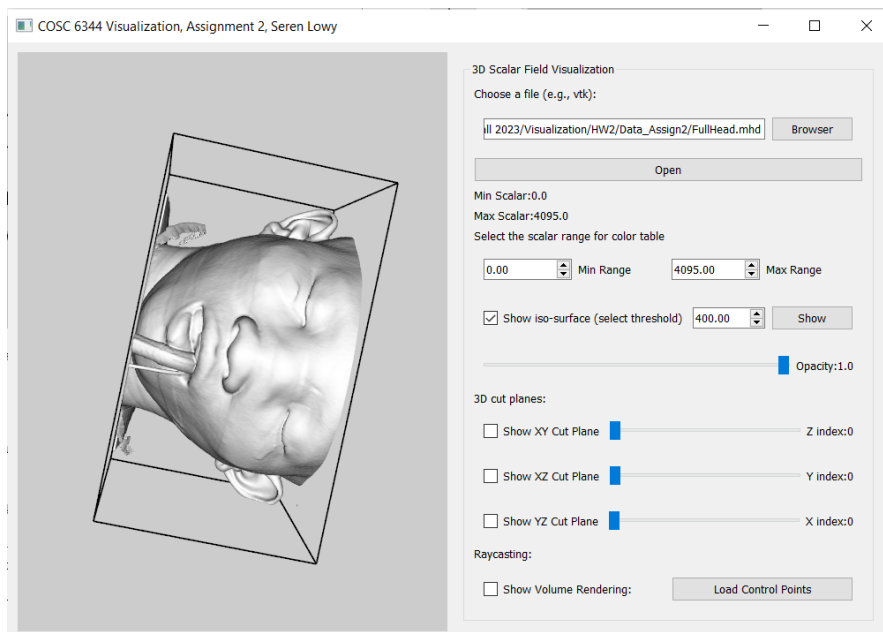 COSC 6344 Visualization, Assignment 2, Seren Lowy
3D Scalar Field Visualization
Choose a file (e.g., vtk):
ll 2023/Visualization/HW2/Data_Assign2/FullHead.mhd Browser
Open
Min Scalar:0.0
Max Scalar:4095.0
Select the scalar range for color table
0.00 Min Range 4095.00 Max Range
Show iso-surface (select threshold) 400.00 Show
Opacity:1.0
3D cut planes:
Show XY Cut Plane Z index:0
Show XZ Cut Plane Y index:0
Show YZ Cut Plane X index:0
Raycasting:
Show Volume Rendering: Load Control Points